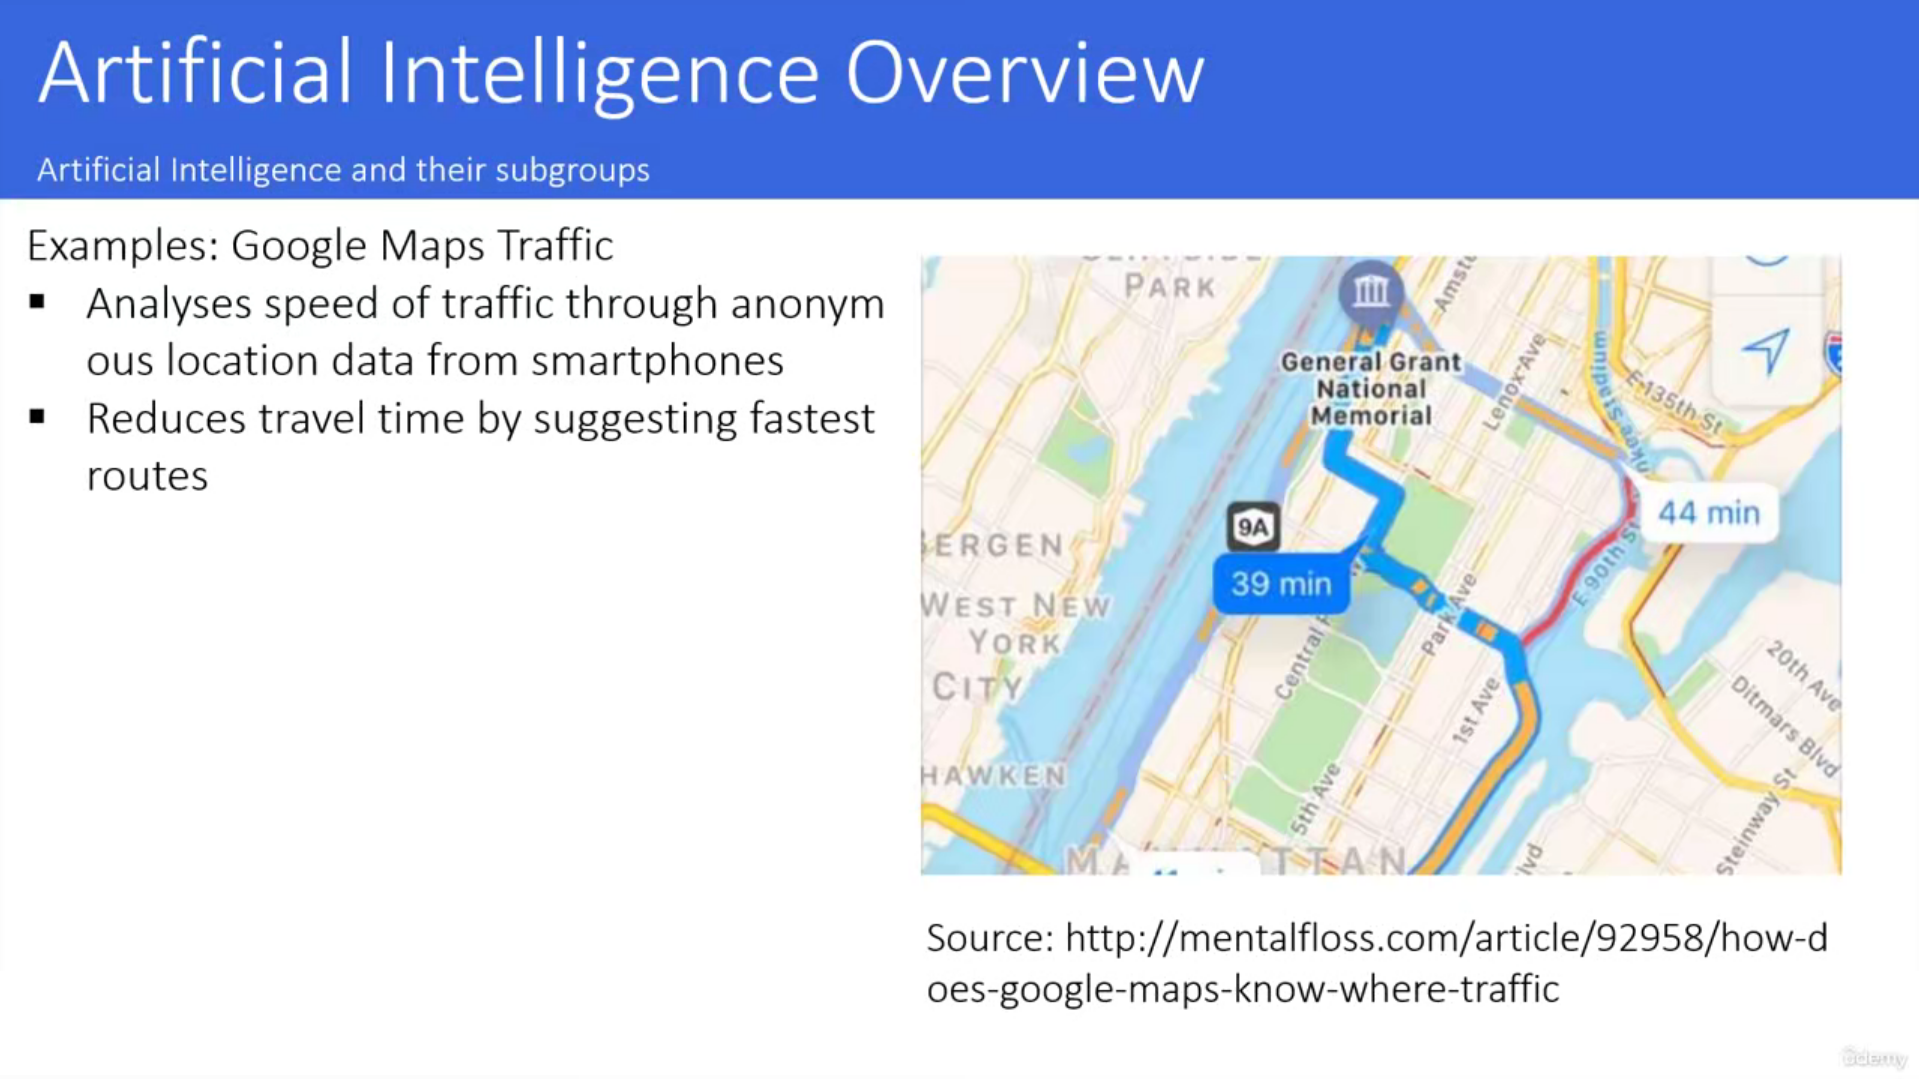 Artificial Intelligence Overview
Artificial Intelligence and their subgroups
Examples: Google Maps Traffic
▪ Analyses speed of traffic through anonym
ous location data from smartphones
▪ Reduces travel time by suggesting fastest
routes
PARK
Amst
General Grant
National
Memorial
Lenox Ave
E 135th St
44 min
9A
ERGEN
39 min
E 90th St
WEST NEW
YORK
CITY
Central
Park Ave
1st Ave
20th Ave
Ditmars Blvd
HAWKEN
5th Ave
Steinway St
lvd
MA TTAN
Source: http://mentalfloss.com/article/92958/how-d
oes-google-maps-know-where-traffic
ûdemy